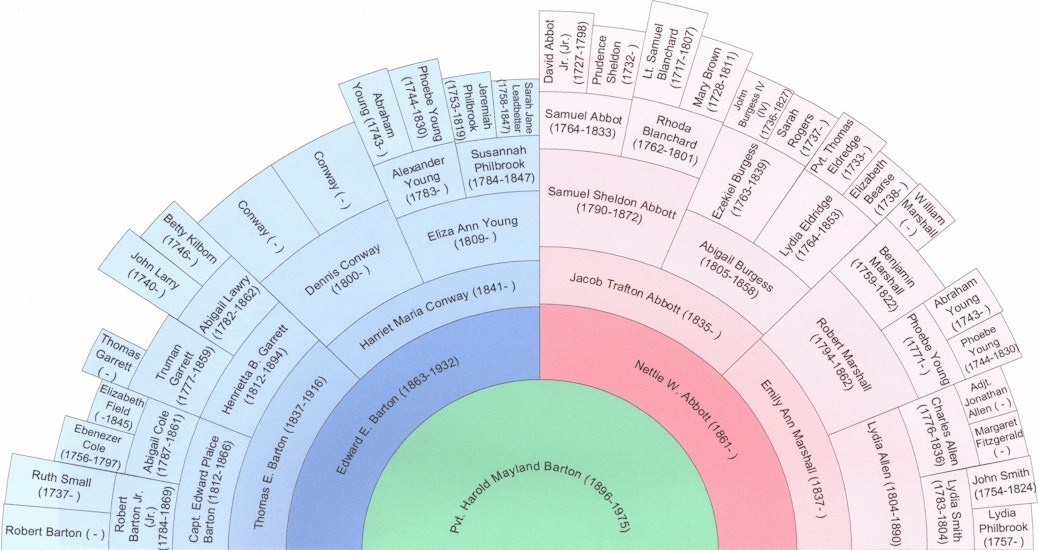 Pvt. Harold Mayland Barton (1896-1975)
Edward E. Barton (1863-1932)
Nettie W. Abbott (1861- )
Thomas E. Barton (1837-1916)
Harriet Maria Conway (1841- )
Jacob Trafton Abbott (1835- )
Emily Ann Marshall (1837- )
Capt. Edward Plaice
Barton (1812-1866)
Henrietta B. Garrett
(1812-1894)
Dennis Conway
(1800- )
Eliza Ann Young
(1809- )
Samuel Sheldon Abbott
(1790-1872)
Abigail Burgess
(1805-1858)
Robert Marshall
(1794-1862)
Lydia Allen (1804-1890)
Robert
Barton Jr.
(Jr.)
(1784-1869)
Abigail Cole
(1787-1861)
Truman
Garrett
(1777-1859)
Abigail Lawry
(1782-1862)
Conway ( - )
Conway ( - )
Alexander
Young
(1783- )
Susannah
Philbrook
(1784-1847)
Samuel Abbot
(1764-1833)
Rhoda
Blanchard
(1762-1801)
Ezekiel Burgess
(1763-1839)
Lydia Eldridge
(1764-1853)
Benjamin
Marshall
(1759-1822)
Phoebe Young
(1771- )
Charles Allen
(1776-1836)
Lydia Smith
(1783-1804)
Robert Barton ( - )
Ruth Small
(1737- )
Ebenezer
Cole
(1756-1797)
Elizabeth
Field
( -1845)
Thomas
Garrett
( - )
John Larry
(1740- )
Betty Kilborn
(1746- )
Abraham
Young (1743- )
Phoebe Young
(1744-1830)
Jeremiah
Philbrook
(1753-1819)
Sarah Jene
Leadbetter
(1758-1847)
David Abbot
Jr. (Jr.)
(1727-1798)
Prudence
Sheldon
(1732- )
Lt. Samuel
Blanchard
(1717-1807)
Mary Brown
(1728-1811)
John
Burgess IV
(IV)
(1736-1827)
Sarah
Rogers
(1737- )
Pvt. Thomas
Eldredge
(1733- )
Elizabeth
Bearse
(1738- )
William
Marshall
( - )
Abraham
Young
(1743- )
Phoebe
Young
(1744-1830)
Adjt.
Jonathan
Allen ( - )
Margaret
Fitzgerald
( - )
John Smith
(1754-1824)
Lydia
Philbrook
(1757- )